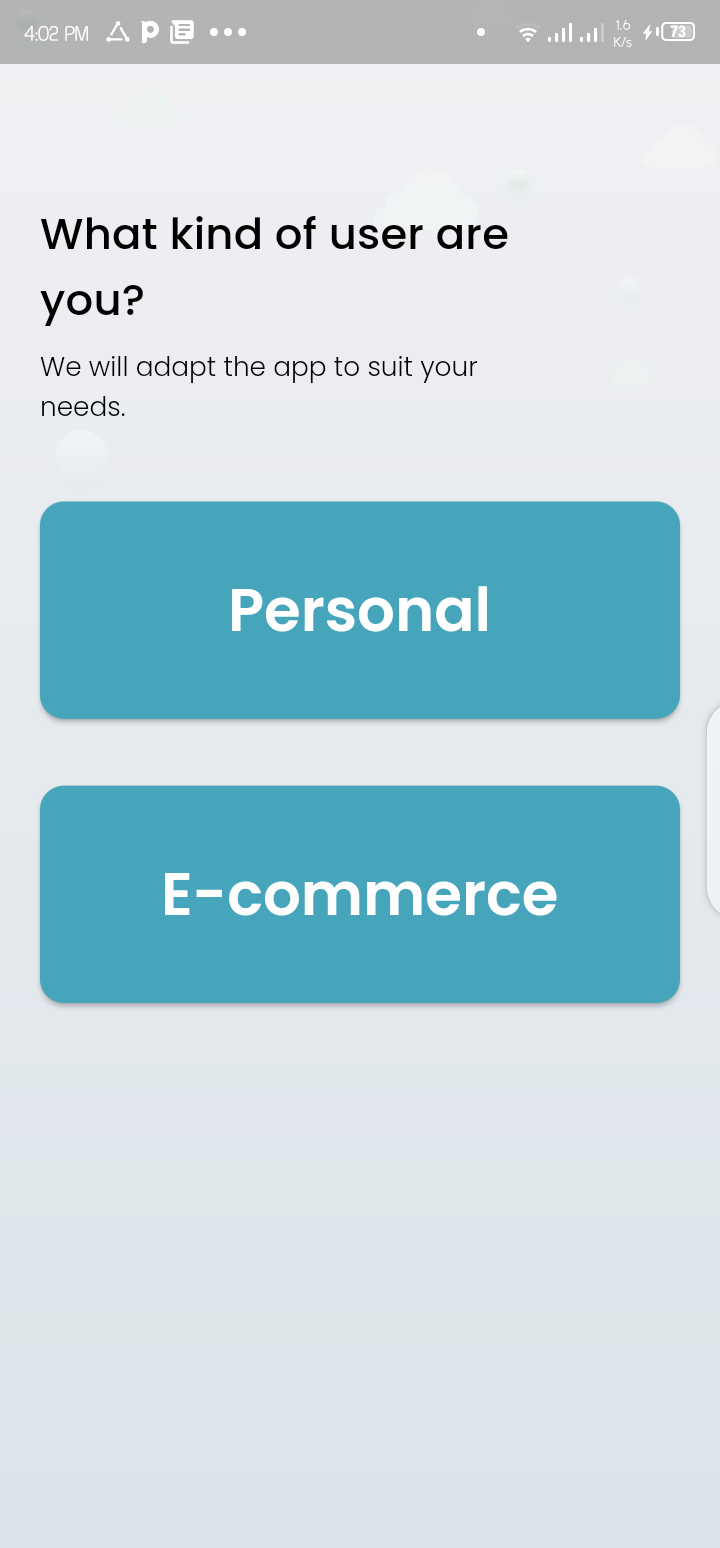 4:02 PM
1.6
K/s
73
What kind of user are
you?
We will adapt the app to suit your
needs.
Personal
E-commerce